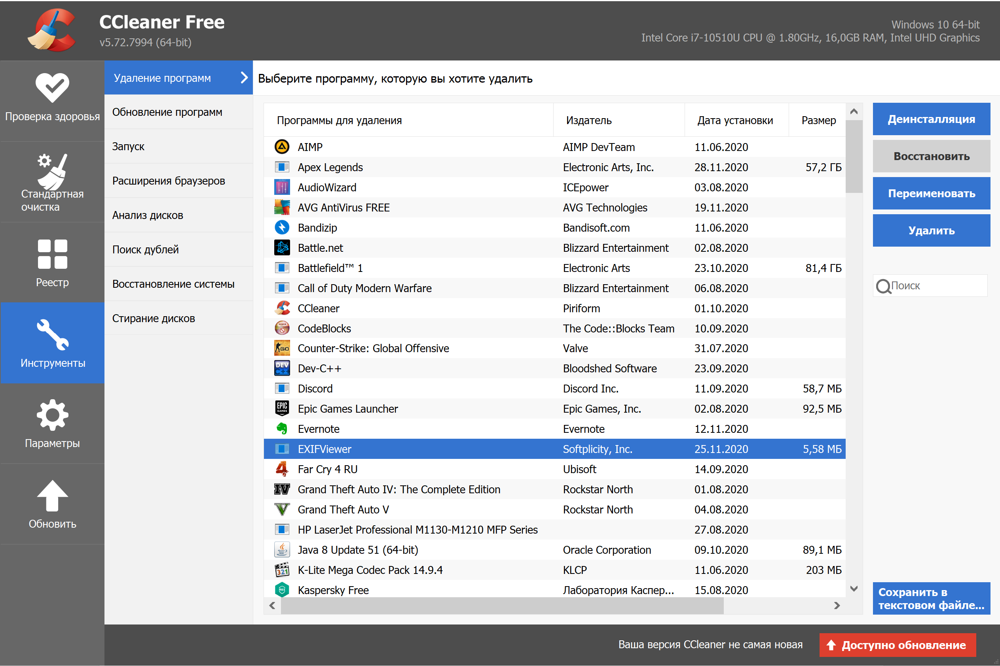 CCleaner Free
v5.72.7994 (64-bit)
Windows 10 64-bit
Intel Core i7-10510U CPU @ 1.80GHz, 16,0GB RAM, Intel UHD Graphics
Проверка здоровья
Стандартная
очистка
Реестр
Инструменты
Параметры
Обновить
Удаление программ
Обновление программ
Запуск
Расширения браузеров
Анализ дисков
Поиск дублей
Восстановление системы
Стирание дисков
Выберите программу, которую вы хотите удалить
Программы для удаления Издатель Дата установки Размер
AIMP AIMP DevTeam 11.06.2020
Apex Legends Electronic Arts, Inc. 28.11.2020 57,2 ГБ
AudioWizard ICEpower 03.08.2020
AVG AntiVirus FREE AVG Technologies 19.11.2020
Bandizip Bandisoft.com 11.06.2020
Battle.net Blizzard Entertainment 02.08.2020
Battlefield™ 1 Electronic Arts 23.10.2020 81,4 ГБ
Call of Duty Modern Warfare Blizzard Entertainment 06.08.2020
CCleaner Piriform 01.10.2020
CodeBlocks The Code::Blocks Team 10.09.2020
GO Counter-Strike: Global Offensive Valve 31.07.2020
DEV C++ Dev-C++ Bloodshed Software 23.09.2020
Discord Discord Inc. 11.09.2020 58,7 МБ
EPIC GAMES Epic Games Launcher Epic Games, Inc. 02.08.2020 92,5 МБ
Evernote Evernote 12.11.2020
EXIFViewer Softplicity, Inc. 25.11.2020 5,58 МБ
4 Far Cry 4 RU Ubisoft 14.09.2020
IV Grand Theft Auto IV: The Complete Edition Rockstar North 01.08.2020
V Grand Theft Auto V Rockstar North 04.08.2020
HP LaserJet Professional M1130-M1210 MFP Series 27.08.2020
Java 8 Update 51 (64-bit) Oracle Corporation 09.10.2020 89,1 МБ
321 K-Lite Mega Codec Pack 14.9.4 KLCP 11.06.2020 203 МБ
FREE Kaspersky Free Лаборатория Каспер... 15.08.2020
Деинсталляция
Восстановить
Переименовать
Удалить
Поиск
Сохранить в
текстовом файле...
Ваша версия CCleaner не самая новая
Доступно обновление